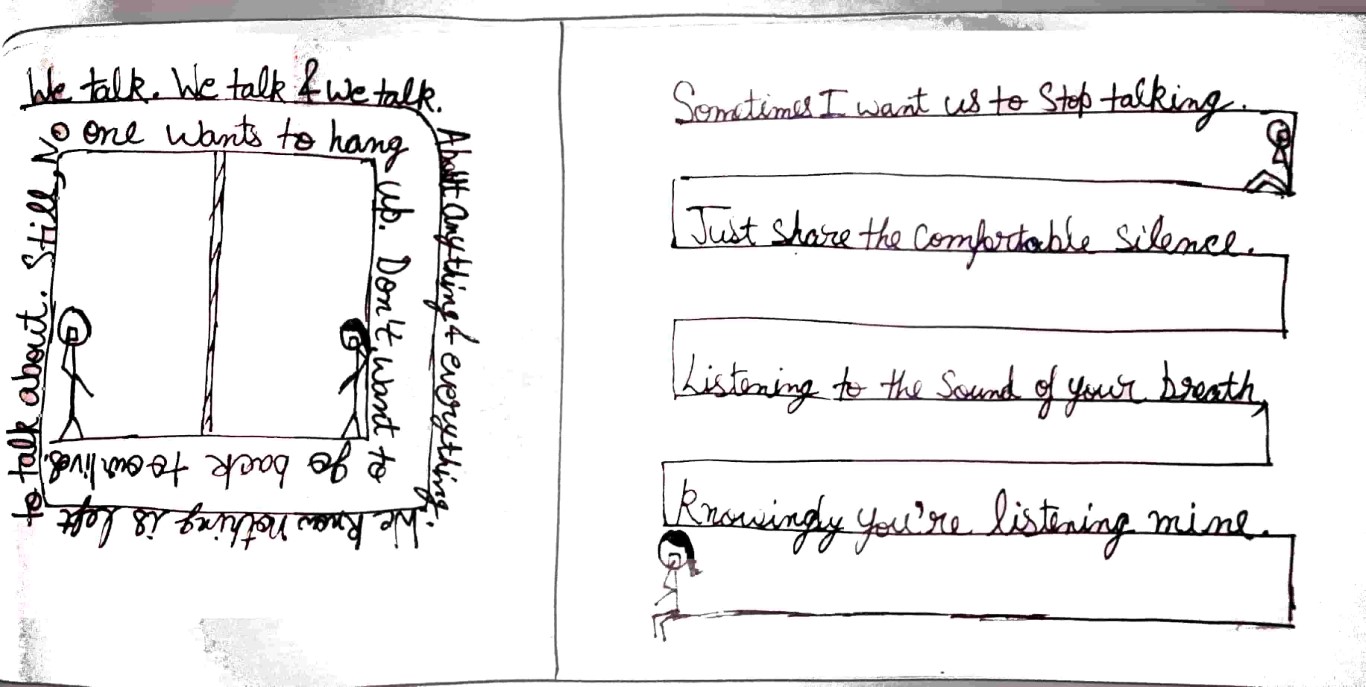 We talk. We talk & we talk.
About anything & everything.
We know nothing is left
to talk about. Still, No
one wants to hang
up. Don't want to
go back to our lives.
Sometimes I want us to Stop talking.
Just share the comfortable silence.
Listening to the sound of your breath,
Knowingly you're listening mine.